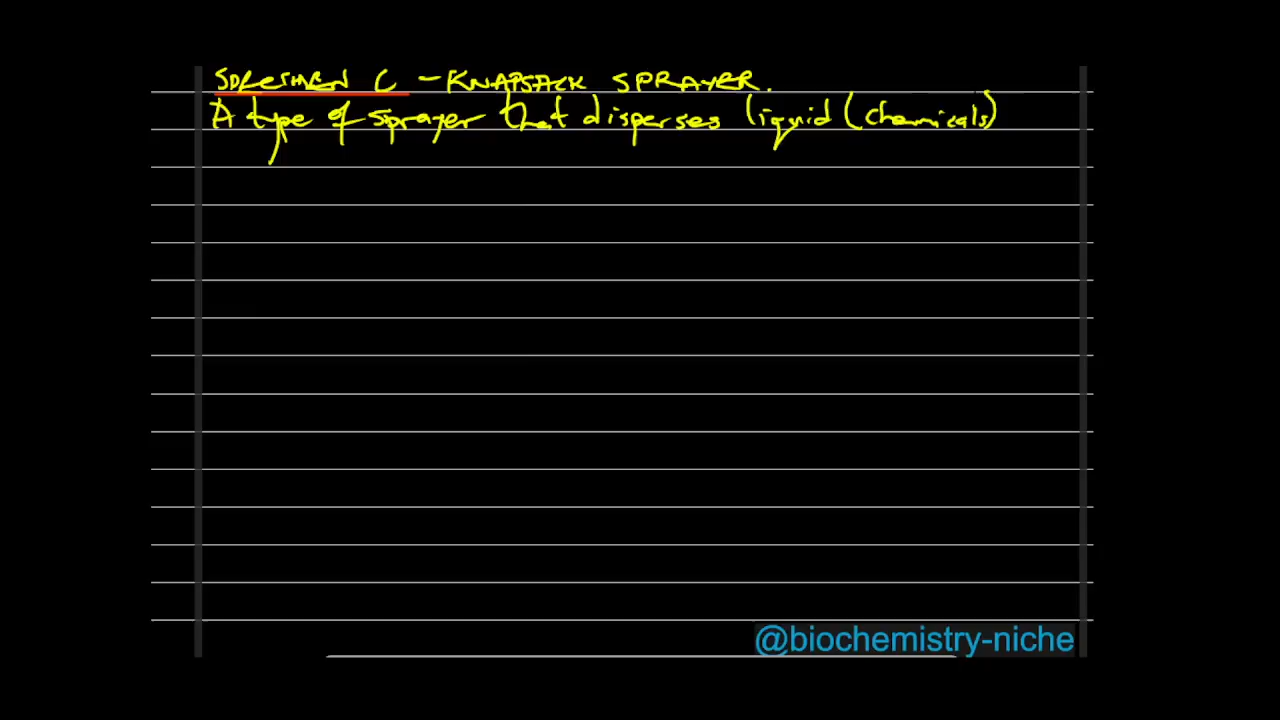 SPECIMEN C - KNAPSACK SPRAYER.
A type of sprayer that disperses liquid (chemicals)
@biochemistry-niche